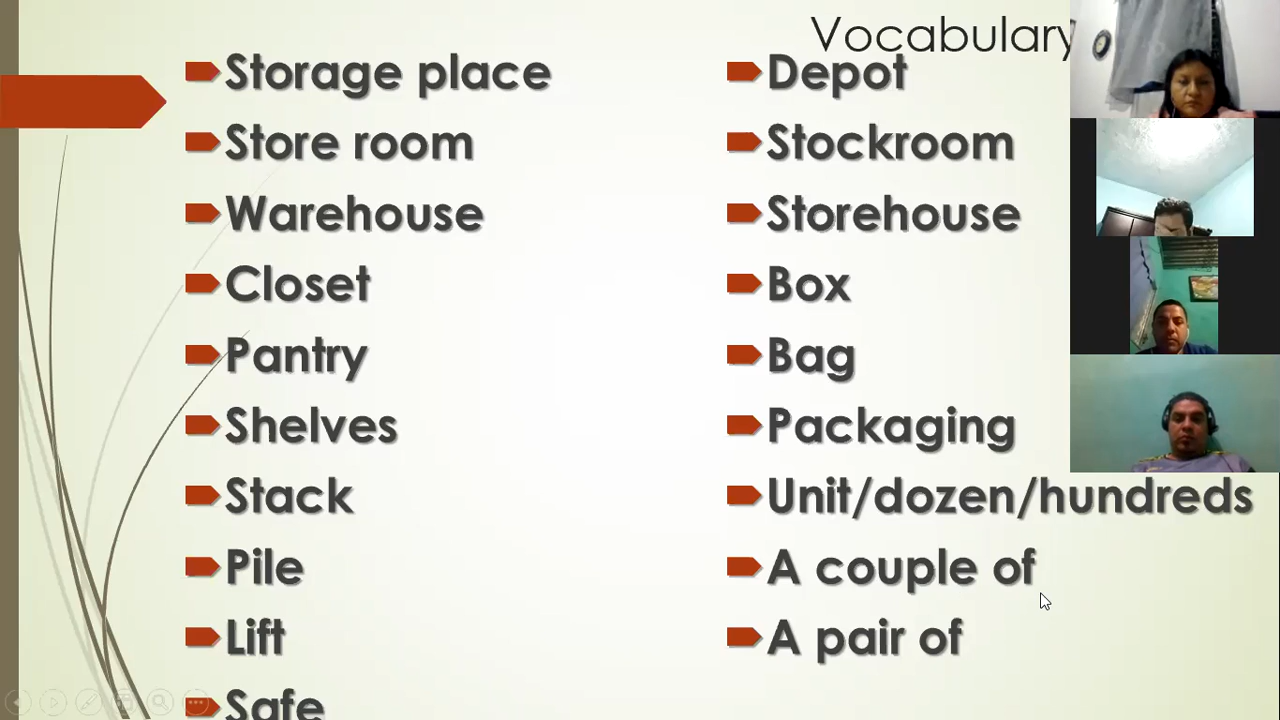 Vocabulary
Storage place
Store room
Warehouse
Closet
Pantry
Shelves
Stack
Pile
Lift
Safe
Depot
Stockroom
Storehouse
Box
Bag
Packaging
Unit/dozen/hundreds
A couple of
A pair of